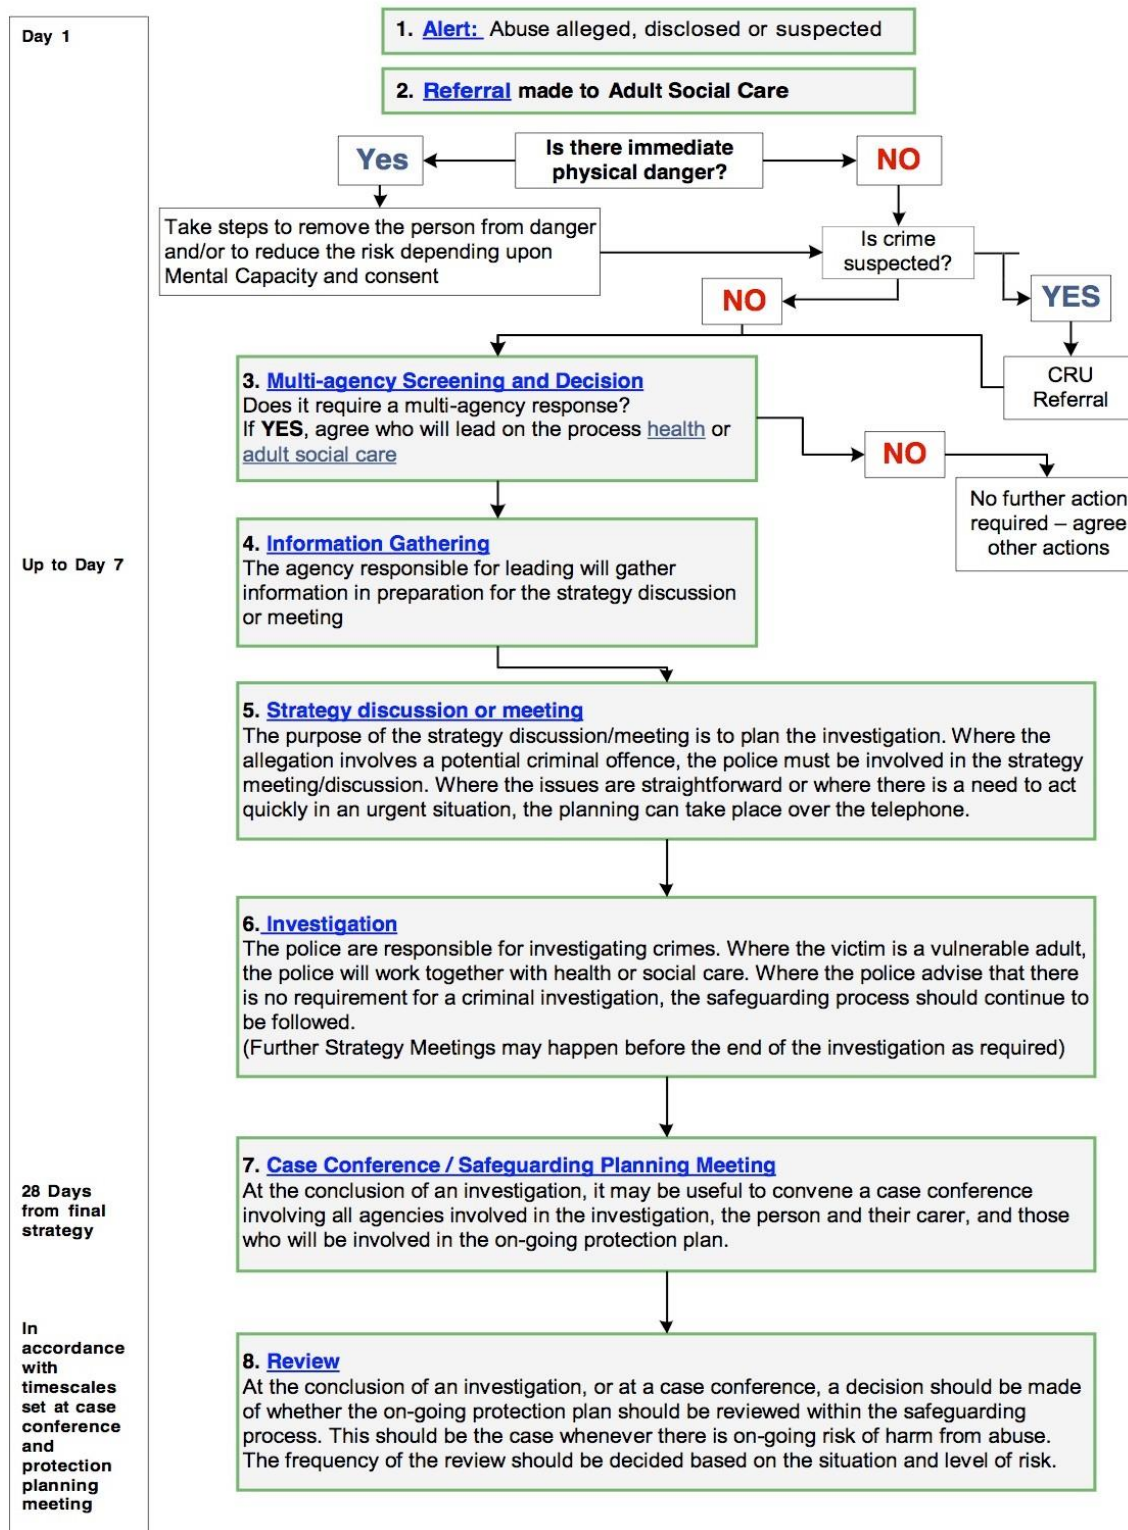 Day 1
1. Alert: Abuse alleged, disclosed or suspected
2. Referral made to Adult Social Care
Is there immediate
physical danger?
Yes
NO
Take steps to remove the person from danger
and/or to reduce the risk depending upon
Mental Capacity and consent
Is crime
suspected?
NO
YES
CRU
Referral
3. Multi-agency Screening and Decision
Does it require a multi-agency response?
If YES, agree who will lead on the process health or
adult social care
NO
No further action
required – agree
other actions
Up to Day 7
4. Information Gathering
The agency responsible for leading will gather
information in preparation for the strategy discussion
or meeting
5. Strategy discussion or meeting
The purpose of the strategy discussion/meeting is to plan the investigation. Where the
allegation involves a potential criminal offence, the police must be involved in the strategy
meeting/discussion. Where the issues are straightforward or where there is a need to act
quickly in an urgent situation, the planning can take place over the telephone.
6. Investigation
The police are responsible for investigating crimes. Where the victim is a vulnerable adult,
the police will work together with health or social care. Where the police advise that there
is no requirement for a criminal investigation, the safeguarding process should continue to
be followed.
(Further Strategy Meetings may happen before the end of the investigation as required)
28 Days
from final
strategy
7. Case Conference / Safeguarding Planning Meeting
At the conclusion of an investigation, it may be useful to convene a case conference
involving all agencies involved in the investigation, the person and their carer, and those
who will be involved in the on-going protection plan.
In
accordance
with
timescales
set at case
conference
and
protection
planning
meeting
8. Review
At the conclusion of an investigation, or at a case conference, a decision should be made
of whether the on-going protection plan should be reviewed within the safeguarding
process. This should be the case whenever there is on-going risk of harm from abuse.
The frequency of the review should be decided based on the situation and level of risk.